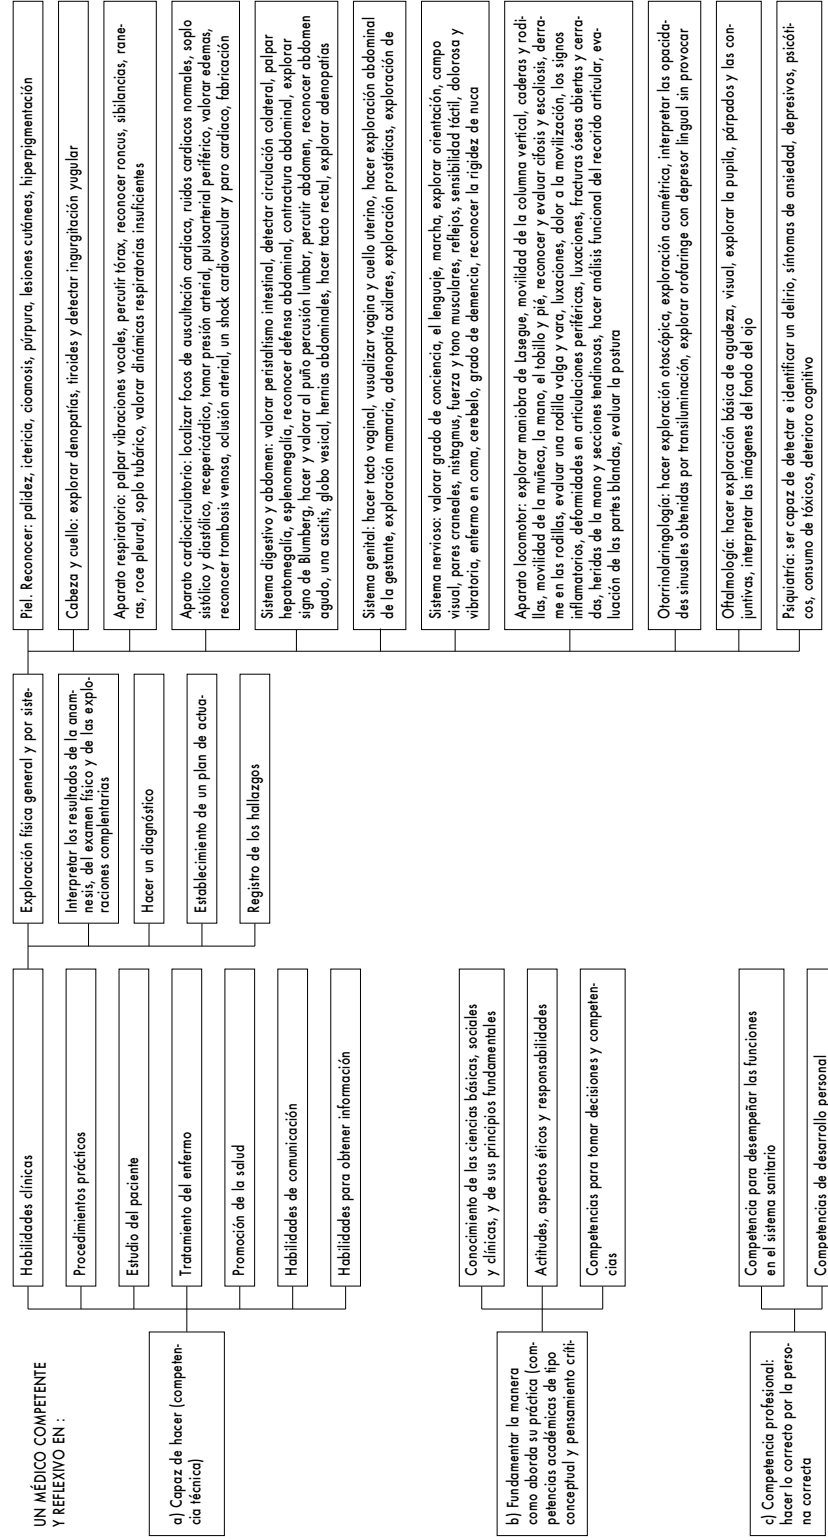 UN MÉDICO COMPETENTE
Y REFLEXIVO EN :
a) Capaz de hacer (competen-
cia técnica)
Habilidades clínicas
Procedimientos prácticos
Estudio del paciente
Tratamiento del enfermo
Promoción de la salud
Habilidades de comunicación
Habilidades para obtener información
Exploración física general y por siste-
Interpretar los resultados de la anam-
nesis, del examen físico y de las explo-
raciones complentarias
Hacer un diagnóstico
Establecimiento de un plan de actua-
Registro de los hallazgos
Piel. Reconocer: palidez, ictericia, cioamosis, púrpura, lesiones cutáneas, hiperpigmentación
Cabeza y cuello: explorar denopatías, tiroides y detectar ingurgitación yugular
Aparato respiratorio: palpar vibraciones vocales, percutir tórax, reconocer roncus, sibilancias, rane-
ras, roce pleural, soplo tubárico, valorar dinámicas respiratorias insuficientes
Aparato cardiocirculatorio: localizar focos de auscultación cardiaca, ruidos cardiacos normales, soplo
sistólico y diastólico, recepericárdico, tomar presión arterial, pulsoarterial periférico, valorar edemas,
reconocer trombosis venosa, oclusión arterial, un shock cardiovascular y paro cardiaco, fabricación
Sistema digestivo y abdomen: valorar peristaltismo intestinal, detectar circulación colateral, palpar
hepatomegalia, esplenomegalia, reconocer defensa abdominal, contractura abdominal, explorar
signo de Blumberg, hacer y valorar al puño percusión lumbar, percutir abdomen, reconocer abdomen
agudo, una ascitis, globo vesical, hernias abdominales, hacer tacto rectal, explorar adenopatías
Sistema genital: hacer tacto vaginal, vusualizar vagina y cuello uterino, hacer exploración abdominal
de la gestante, exploración mamaria, adenopatía axilares, exploración prostáticas, exploración de
Sistema nervioso: valorar grado de conciencia, el lenguaje, marcha, explorar orientación, campo
visual, pares craneales, nistagmus, fuerza y tono musculares, reflejos, sensibilidad táctil, dolorosa y
vibratoria, enfermo en coma, cerebelo, grado de demencia, reconocer la rigidez de nuca
Aparato locomotor: explorar maniobra de Lasegue, movilidad de la columna vertical, caderas y rodi-
llas, movilidad de la muñeca, la mano, el tobillo y pié, reconocer y evaluar cifosis y escoliosis, derra-
me en las rodillas, evaluar una rodilla valga y vara, luxaciones, dolor a la movilización, los signos
inflamatorios, deformidades en articulaciones periféricas, luxaciones, fracturas óseas abiertas y cerra-
das, heridas de la mano y secciones tendinosas, hacer análisis funcional del recorido articular, eva-
luación de las partes blandas, evaluar la postura
Otorrinolaringología: hacer exploración otoscópica, exploración acumétrica, interpretar las opacida-
des sinusales obtenidas por transiluminación, explorar orofaringe con depresor lingual sin provocar
Oftalmología: hacer exploración básica de agudeza, visual, explorar la pupila, párpados y las con-
juntivas, interpretar las imágenes del fondo del ojo
Psiquiatría: ser capaz de detectar e identificar un delirio, síntomas de ansiedad, depresivos, psicóti-
cos, consumo de tóxicos, deterioro cognitivo
b) Fundamentar la manera
como aborda su práctica (com-
petencias académicas de tipo
conceptual y pensamiento críti-
Conocimiento de las ciencias básicas, sociales
y clínicas, y de sus principios fundamentales
Actitudes, aspectos éticos y responsabilidades
Competencias para tomar decisiones y competen-
cias
c) Competencia profesional:
hacer lo correcto por la perso-
na correcta
Competencia para desempeñar las funciones
en el sistema sanitario
Competencias de desarrollo personal